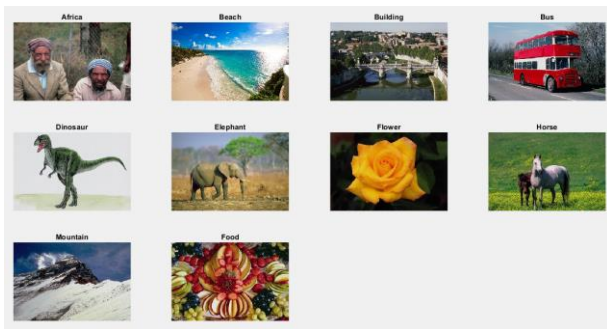 Africa
Beach
Building
Bus
Dinosaur
Elephant
Flower
Horse
Mountain
Food